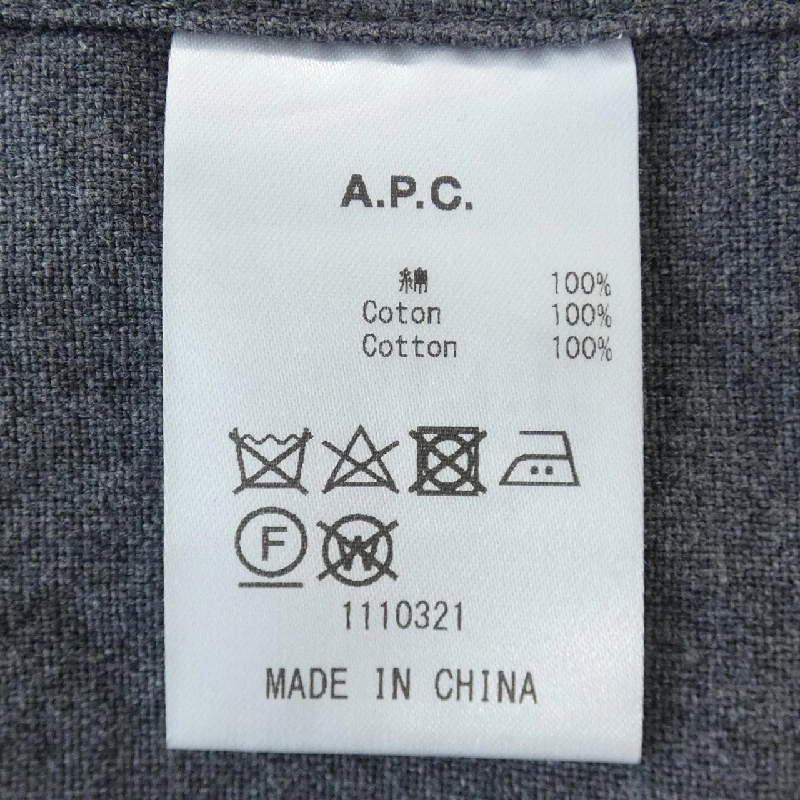 A.P.C.
綿 100%
Coton 100%
Cotton 100%
F
W
1110321
MADE IN CHINA